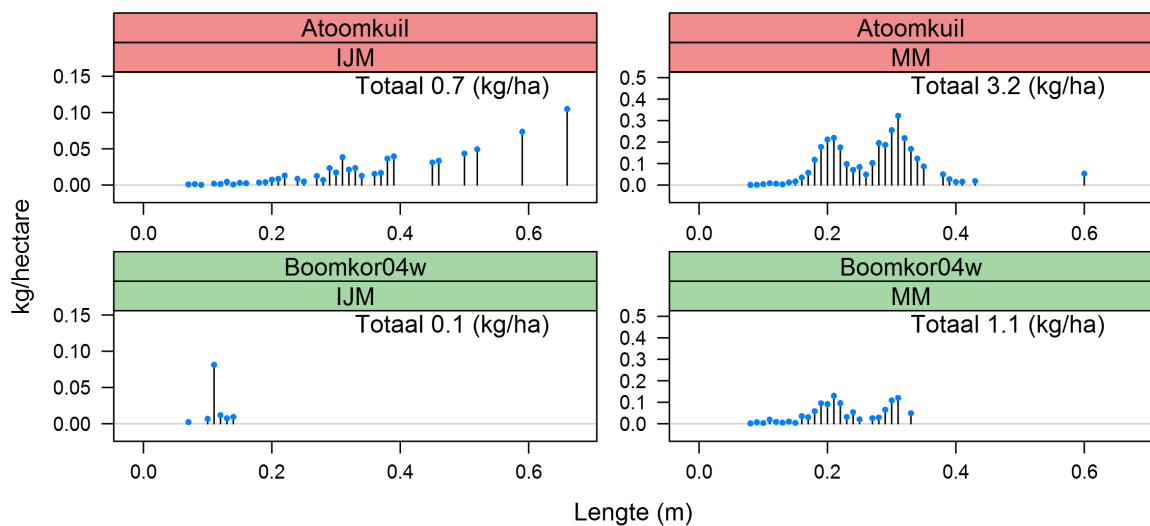 Atoomkuil
IJM
Totaal 0.7 (kg/ha)
0.15
0.10
0.05
0.00
0.0 0.2 0.4 0.6
Atoomkuil
MM
Totaal 3.2 (kg/ha)
0.5
0.4
0.3
0.2
0.1
0.0
0.0 0.2 0.4 0.6
Boomkor04w
IJM
Totaal 0.1 (kg/ha)
0.15
0.10
0.05
0.00
0.0 0.2 0.4 0.6
Boomkor04w
MM
Totaal 1.1 (kg/ha)
0.5
0.4
0.3
0.2
0.1
0.0
0.0 0.2 0.4 0.6
kg/hectare
Lengte (m)